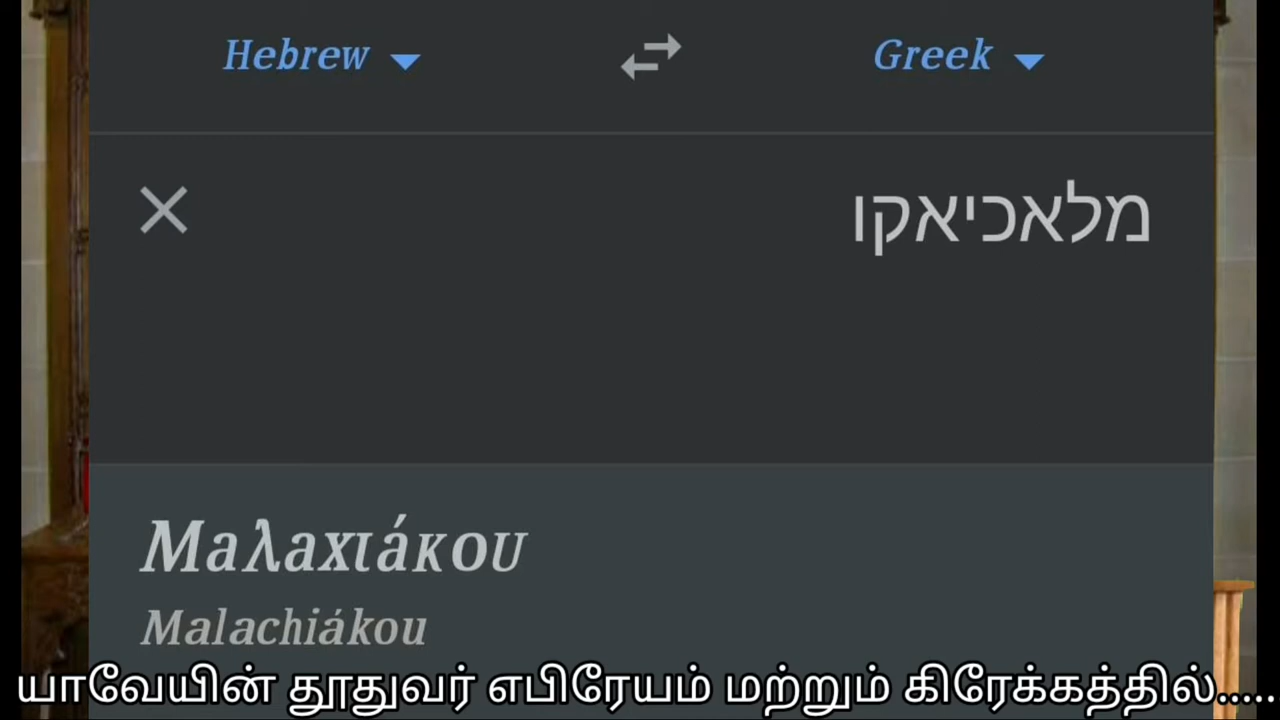 Hebrew Greek
מלאכיאקו
Μαλαχιάκου
Malachiákou
யாவேயின் தூதுவர் எபிரேயம் மற்றும் கிரேக்கத்தில்.....